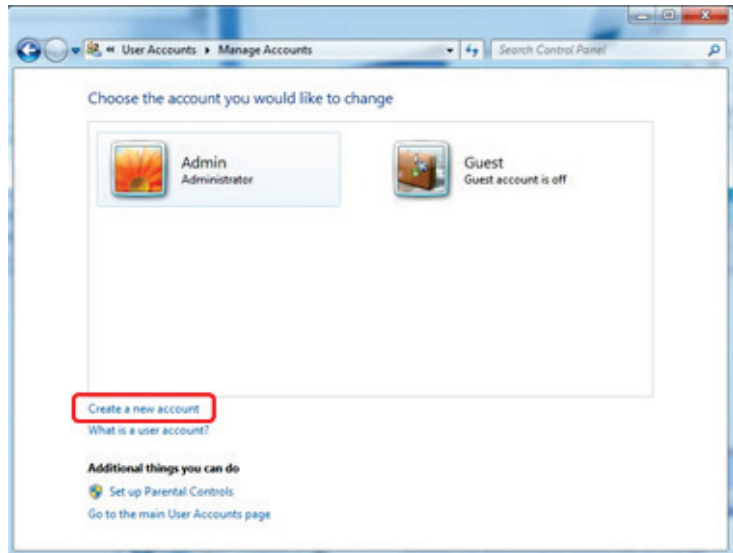 « User Accounts ▸ Manage Accounts
Search Control Panel
Choose the account you would like to change
Admin
Administrator
Guest
Guest account is off
Create a new account
What is a user account?
Additional things you can do
Set up Parental Controls
Go to the main User Accounts page